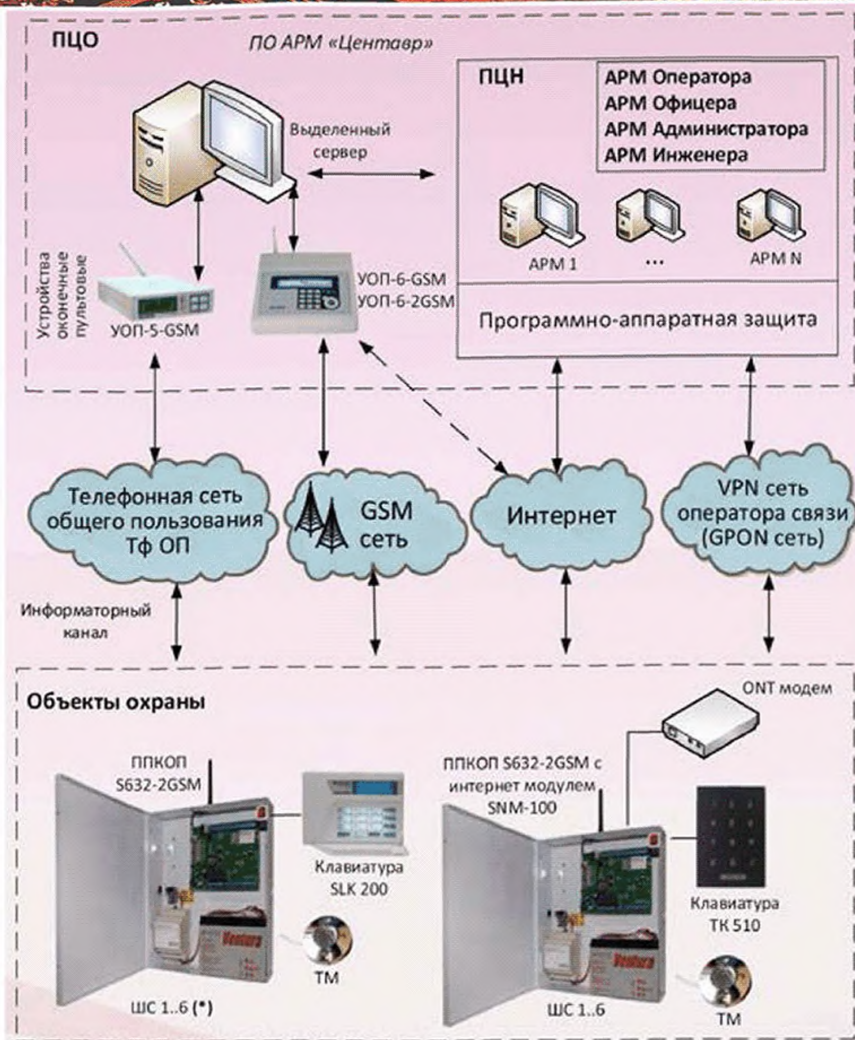 ПЦО
ПО АРМ «Центавр»
Выделенный
сервер
ПЦН
АРМ Оператора
АРМ Офицера
АРМ Администратора
АРМ Инженера
АРМ 1
...
АРМ N
Программно-аппаратная защита
Устройства
оконечные
пультовые
УОП-5-GSM
УОП-6-GSM
УОП-6-2GSM
Телефонная сеть
общего пользования
Тф ОП
GSM
сеть
Интернет
VPN сеть
оператора связи
(GPON сеть)
Информаторный
канал
Объекты охраны
ППКОП
S632-2GSM
Клавиатура
SLK 200
ТМ
Ventura
ШС 1..6 (*)
ППКОП S632-2GSM с
интернет модулем
SNM-100
ONT модем
Клавиатура
ТК 510
ТМ
Ventura
ШС 1..6